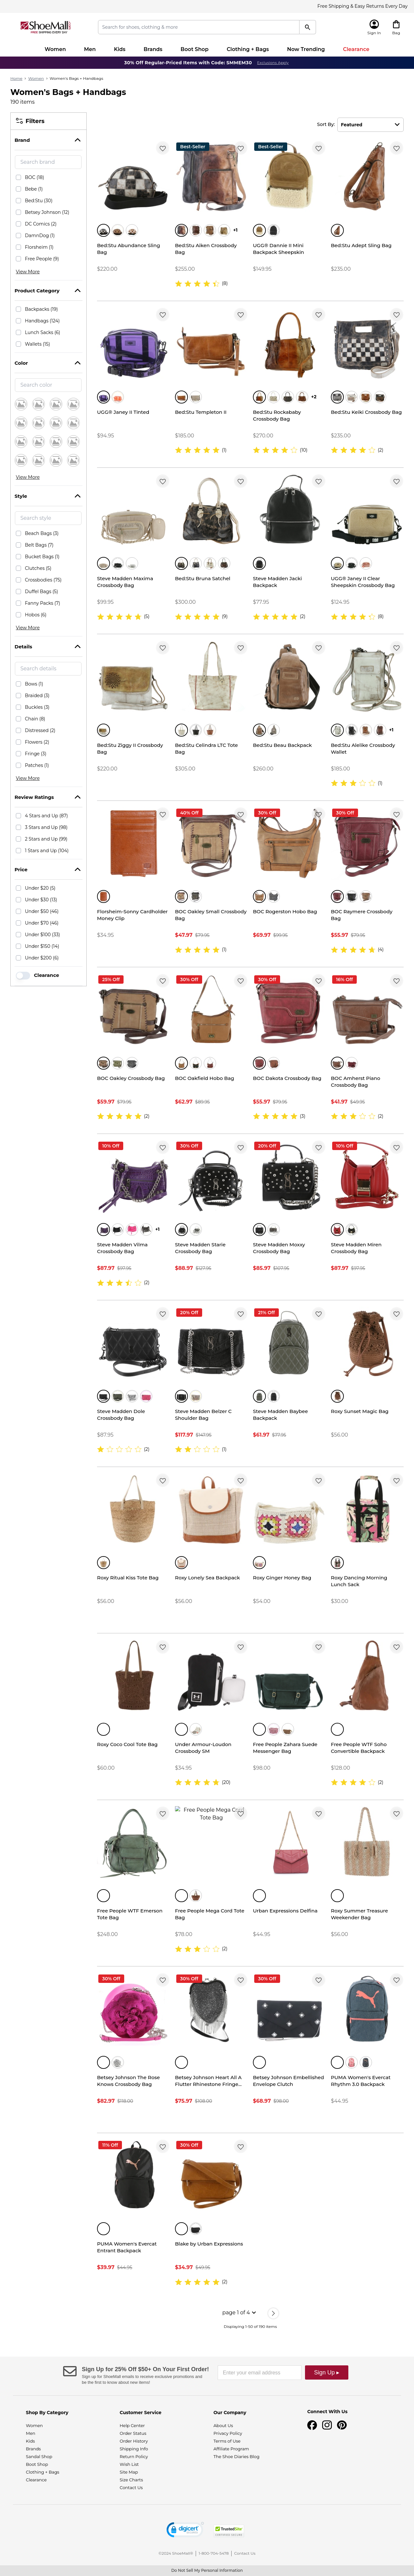 Free Shipping & Easy Returns Every Day
ShoeMall
Search for shoes, clothing & more
Sign In
Bag
Women Men Kids Brands Boot Shop Clothing + Bags Now Trending Clearance
30% Off Regular-Priced Items with Code: SMMEM30 Exclusions Apply
Home > Women > Women's Bags + Handbags
Women's Bags + Handbags
190 items
Filters
Sort By: Featured
Brand
Search brand
BOC (18)
Bebe (1)
Bed:Stu (30)
Betsey Johnson (12)
DC Comics (2)
DamnDog (1)
Florsheim (1)
Free People (9)
View More
Product Category
Backpacks (19)
Handbags (124)
Lunch Sacks (6)
Wallets (15)
Color
Search color
View More
Style
Search style
Beach Bags (3)
Belt Bags (7)
Bucket Bags (1)
Clutches (5)
Crossbodies (75)
Duffel Bags (5)
Fanny Packs (7)
Hobos (6)
View More
Details
Search details
Bows (1)
Braided (3)
Buckles (3)
Chain (8)
Distressed (2)
Flowers (2)
Fringe (3)
Patches (1)
View More
Review Ratings
4 Stars and Up (87)
3 Stars and Up (98)
2 Stars and Up (99)
1 Stars and Up (104)
Price
Under $20 (5)
Under $30 (13)
Under $50 (46)
Under $70 (46)
Under $100 (33)
Under $150 (14)
Under $200 (6)
Clearance
Bed:Stu Abundance Sling Bag
$220.00
Best-Seller
+1
Bed:Stu Aiken Crossbody Bag
$255.00
(8)
Best-Seller
UGG® Dannie II Mini Backpack Sheepskin
$149.95
Bed:Stu Adept Sling Bag
$235.00
UGG® Janey II Tinted
$94.95
Bed:Stu Templeton II
$185.00
(1)
+2
Bed:Stu Rockababy Crossbody Bag
$270.00
(10)
Bed:Stu Keiki Crossbody Bag
$235.00
(2)
Steve Madden Maxima Crossbody Bag
$99.95
(5)
Bed:Stu Bruna Satchel
$300.00
(9)
Steve Madden Jacki Backpack
$77.95
(2)
UGG® Janey II Clear Sheepskin Crossbody Bag
$124.95
(8)
Bed:Stu Ziggy II Crossbody Bag
$220.00
Bed:Stu Celindra LTC Tote Bag
$305.00
Bed:Stu Beau Backpack
$260.00
+1
Bed:Stu Alelike Crossbody Wallet
$185.00
(1)
Florsheim Sonny Cardholder Money Clip
$34.95
40% Off
BOC Oakley Small Crossbody Bag
$47.97 $79.95
(1)
30% Off
BOC Rogerston Hobo Bag
$69.97 $99.95
30% Off
BOC Raymere Crossbody Bag
$55.97 $79.95
(4)
25% Off
BOC Oakley Crossbody Bag
$59.97 $79.95
(2)
30% Off
BOC Oakfield Hobo Bag
$62.97 $89.95
30% Off
BOC Dakota Crossbody Bag
$55.97 $79.95
(3)
16% Off
BOC Amherst Piano Crossbody Bag
$41.97 $49.95
(2)
10% Off
+1
Steve Madden Vilma Crossbody Bag
$87.97 $97.95
(2)
30% Off
Steve Madden Starie Crossbody Bag
$88.97 $127.95
20% Off
Steve Madden Moxxy Crossbody Bag
$85.97 $107.95
10% Off
Steve Madden Miren Crossbody Bag
$87.97 $97.95
Steve Madden Dole Crossbody Bag
$87.95
(2)
20% Off
Steve Madden Belzer C Shoulder Bag
$117.97 $147.95
(1)
21% Off
Steve Madden Baybee Backpack
$61.97 $77.95
Roxy Sunset Magic Bag
$56.00
Roxy Ritual Kiss Tote Bag
$56.00
Roxy Lonely Sea Backpack
$56.00
Roxy Ginger Honey Bag
$54.00
Roxy Dancing Morning Lunch Sack
$30.00
Roxy Coco Cool Tote Bag
$60.00
Under Armour-Loudon Crossbody SM
$34.95
(20)
Free People Zahara Suede Messenger Bag
$98.00
Free People WTF Soho Convertible Backpack
$128.00
(2)
Free People WTF Emerson Tote Bag
$248.00
Free People Mega Cord Tote Bag
Free People Mega Cord Tote Bag
$78.00
(2)
Urban Expressions Delfina
$44.95
Roxy Summer Treasure Weekender Bag
$56.00
30% Off
Betsey Johnson The Rose Knows Crossbody Bag
$82.97 $118.00
30% Off
Betsey Johnson Heart All A Flutter Rhinestone Fringe...
$75.97 $108.00
30% Off
Betsey Johnson Embellished Envelope Clutch
$68.97 $98.00
PUMA Women's Evercat Rhythm 3.0 Backpack
$44.95
11% Off
PUMA Women's Evercat Entrant Backpack
$39.97 $44.95
30% Off
Blake by Urban Expressions
$34.97 $49.95
(2)
page 1 of 4
Displaying 1-50 of 190 items
Sign Up for 25% Off $50+ On Your First Order!
Sign up for ShoeMall emails to receive exclusive promotions and
be the first to know about new items!
Enter your email address
Sign Up ▸
Shop By Category
Women
Men
Kids
Brands
Sandal Shop
Boot Shop
Clothing + Bags
Clearance
Customer Service
Help Center
Order Status
Order History
Shipping Info
Return Policy
Wish List
Site Map
Size Charts
Contact Us
Our Company
About Us
Privacy Policy
Terms of Use
Affiliate Program
The Shoe Diaries Blog
Connect With Us
digicert
TrustedSite
©2024 ShoeMall® | 1-800-704-5478 | Contact Us
Do Not Sell My Personal Information